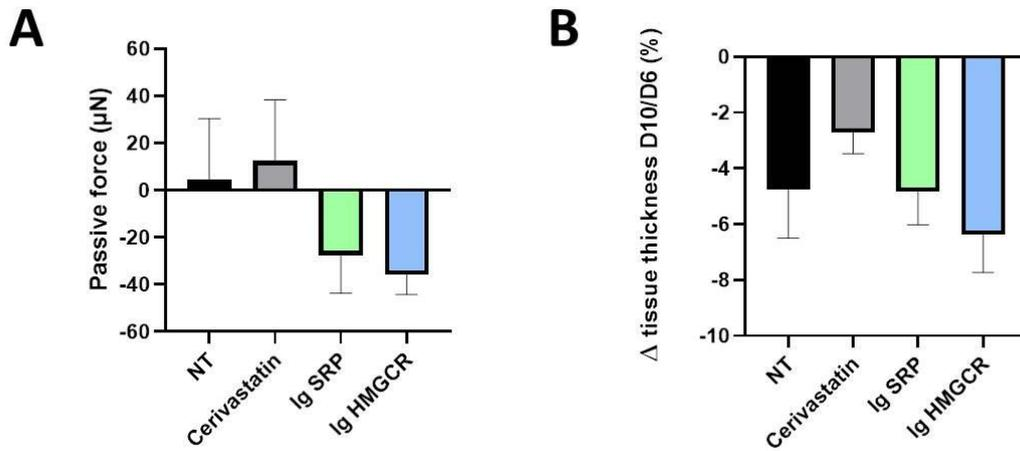 A
Passive force (µN)
60
40
20
0
-20
-40
-60
NT
Cerivastatin
Ig SRP
Ig HMGCR
B
Δ tissue thickness D10/D6 (%)
0
-2
-4
-6
-8
-10
NT
Cerivastatin
Ig SRP
Ig HMGCR